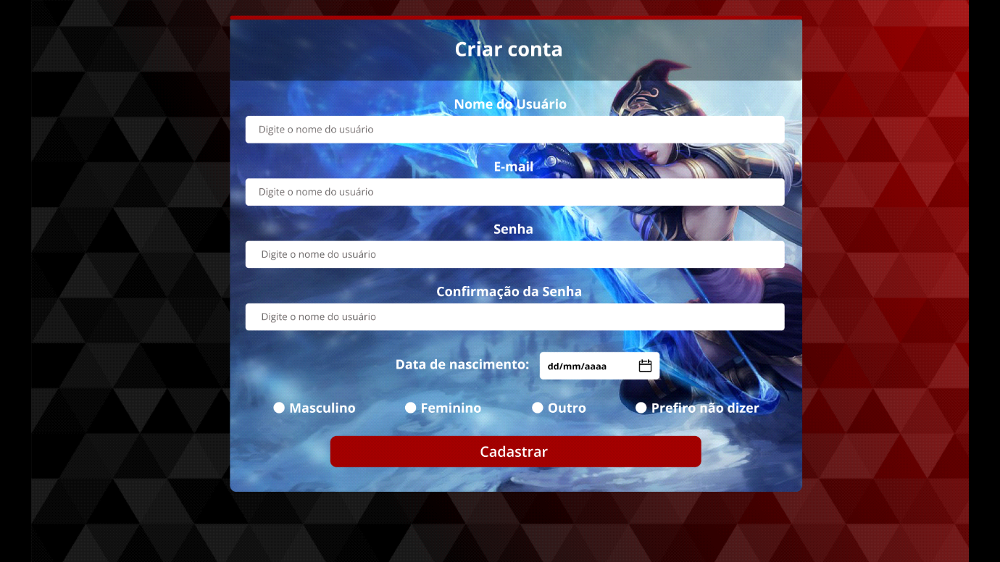 Criar conta
Nome do Usuário
Digite o nome do usuário
E-mail
Digite o nome do usuário
Senha
Digite o nome do usuário
Confirmação da Senha
Digite o nome do usuário
Data de nascimento: dd/mm/aaaa
Masculino Feminino Outro Prefiro não dizer
Cadastrar